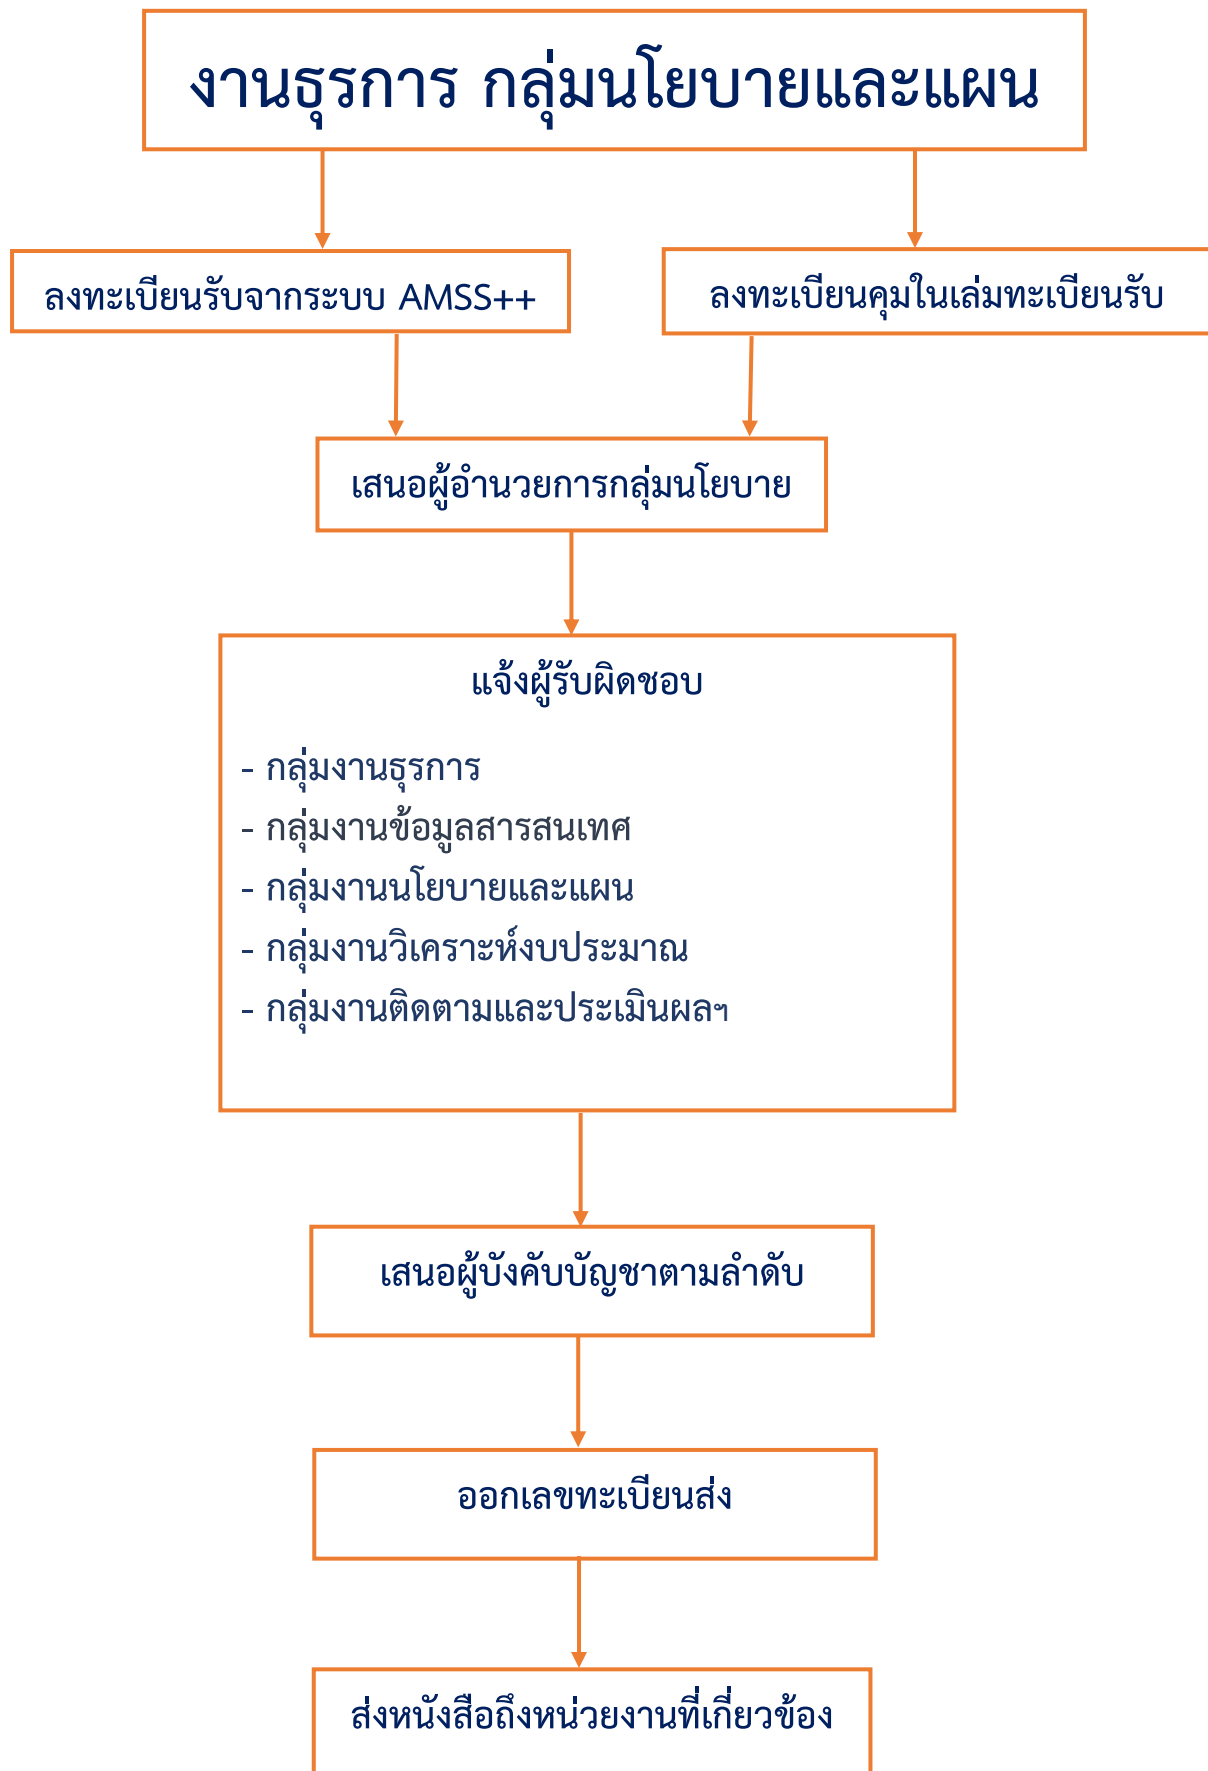 งานธุรการ กลุ่มนโยบายและแผน
ลงทะเบียนรับจากระบบ AMSS++
ลงทะเบียนคุมในเล่มทะเบียนรับ
เสนอผู้อำนวยการกลุ่มนโยบาย
แจ้งผู้รับผิดชอบ
- กลุ่มงานธุรการ
- กลุ่มงานข้อมูลสารสนเทศ
- กลุ่มงานนโยบายและแผน
- กลุ่มงานวิเคราะห์งบประมาณ
- กลุ่มงานติดตามและประเมินผลฯ
เสนอผู้บังคับบัญชาตามลำดับ
ออกเลขทะเบียนส่ง
ส่งหนังสือถึงหน่วยงานที่เกี่ยวข้อง